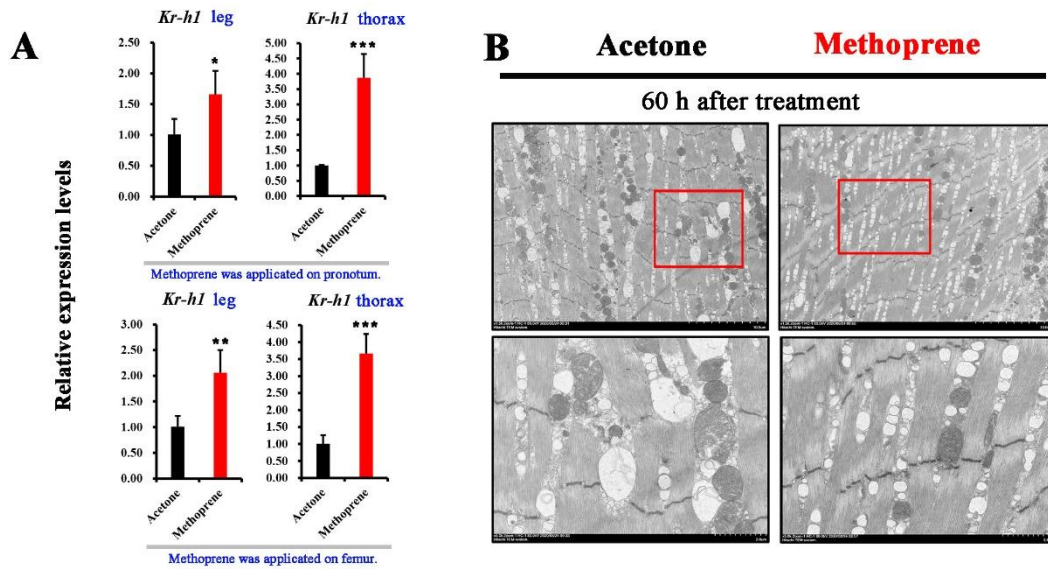 A
Relative expression levels
Kr-h1 leg
2.50
2.00
1.50
1.00
0.50
0.00
*
Acetone
Methoprene
Kr-h1 thorax
5.00
4.50
4.00
3.50
3.00
2.50
2.00
1.50
1.00
0.50
0.00
***
Acetone
Methoprene
Methoprene was applicated on pronotum.
Kr-h1 leg
3.00
2.50
2.00
1.50
1.00
0.50
0.00
**
Acetone
Methoprene
Kr-h1 thorax
4.50
4.00
3.50
3.00
2.50
2.00
1.50
1.00
0.50
0.00
***
Acetone
Methoprene
Methoprene was applicated on femur.
B
Acetone
Methoprene
60 h after treatment